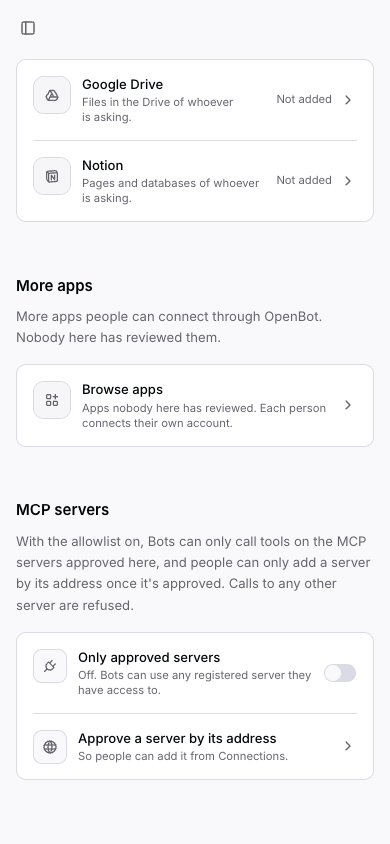 Google Drive
Files in the Drive of whoever
is asking.
Not added
Notion
Pages and databases of whoever
is asking.
Not added
More apps
More apps people can connect through OpenBot.
Nobody here has reviewed them.
Browse apps
Apps nobody here has reviewed. Each person
connects their own account.
MCP servers
With the allowlist on, Bots can only call tools on the MCP
servers approved here, and people can only add a server
by its address once it's approved. Calls to any other
server are refused.
Only approved servers
Off. Bots can use any registered server they
have access to.
Approve a server by its address
So people can add it from Connections.